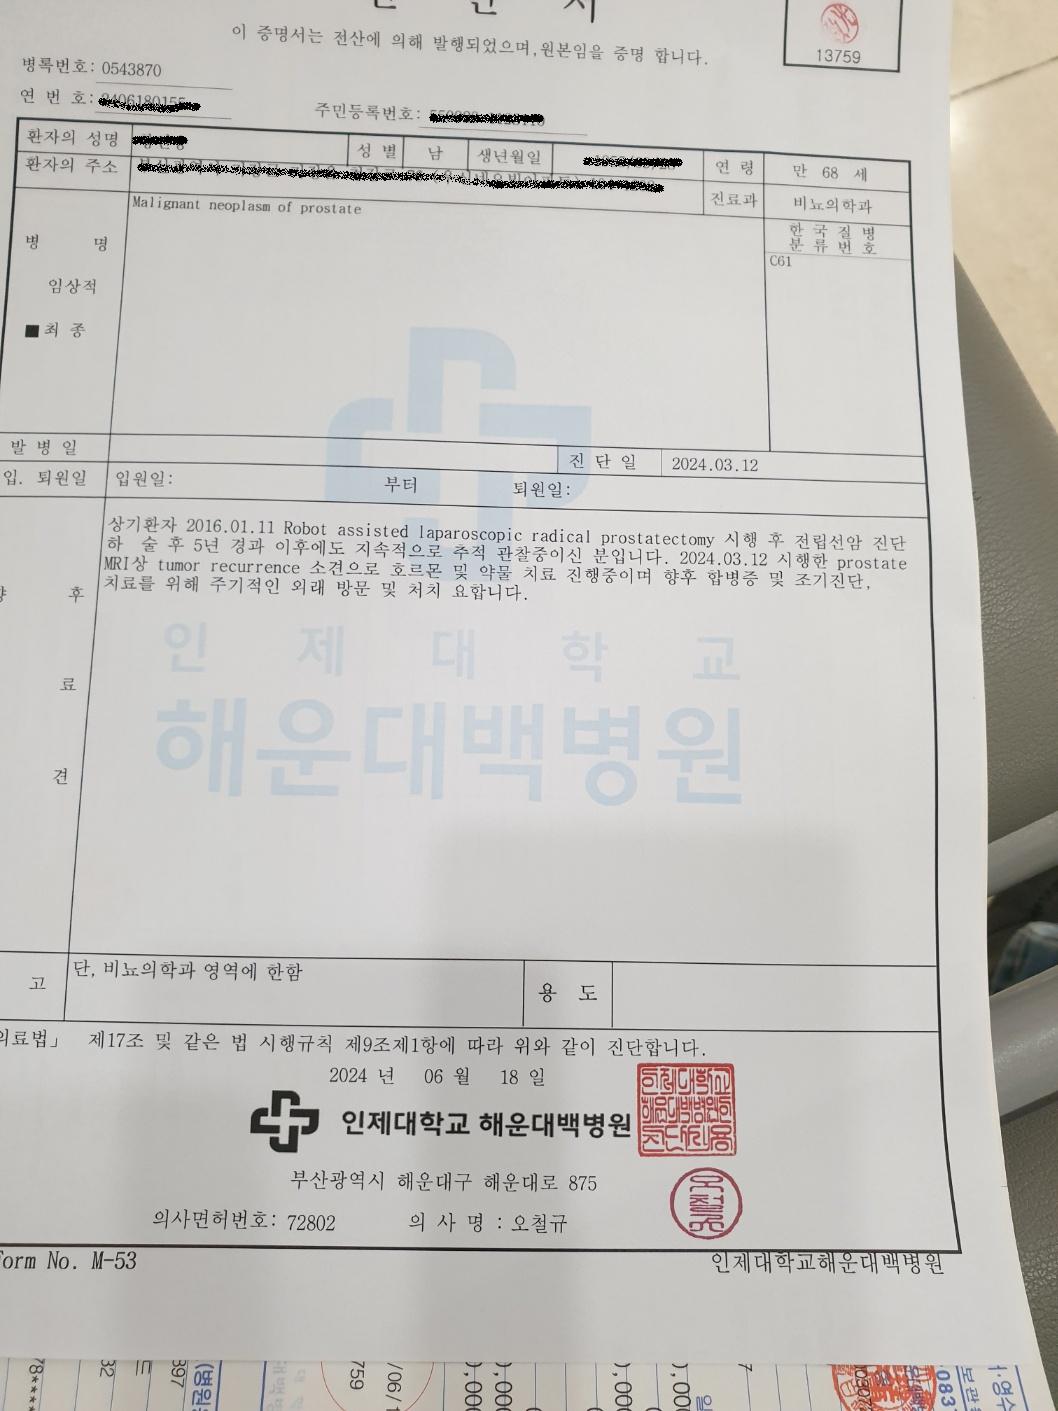 이 증명서는 전산에 의해 발행되었으며, 원본임을 증명 합니다.
13759
병록번호: 0543870
연 번 호:
주민등록번호:
환자의 성명
성 별 남 생년월일 연 령 만 68 세
환자의 주소
진료과 비뇨의학과
병 명
Malignant neoplasm of prostate
한 국 질 병
분 류 번 호
C61
임상적
■ 최 종
발 병 일
진 단 일 2024.03.12
입. 퇴원일 입원일: 부터 퇴원일:
상기환자 2016.01.11 Robot assisted laparoscopic radical prostatectomy 시행 후 전립선암 진단
하 술 후 5년 경과 이후에도 지속적으로 추적 관찰중이신 분입니다. 2024.03.12 시행한 prostate
MRI상 tumor recurrence 소견으로 호르몬 및 약물 치료 진행중이며 향후 합병증 및 조기진단,
치료를 위해 주기적인 외래 방문 및 처치 요합니다.
후
료
견
인 제 대 학 교
해운대백병원
고
단, 비뇨의학과 영역에 한함
용 도
의료법」 제17조 및 같은 법 시행규칙 제9조제1항에 따라 위와 같이 진단합니다.
2024 년 06 월 18 일
인제대학교 해운대백병원
부산광역시 해운대구 해운대로 875
의사면허번호: 72802 의 사 명 : 오철규
Form No. M-53
인제대학교해운대백병원